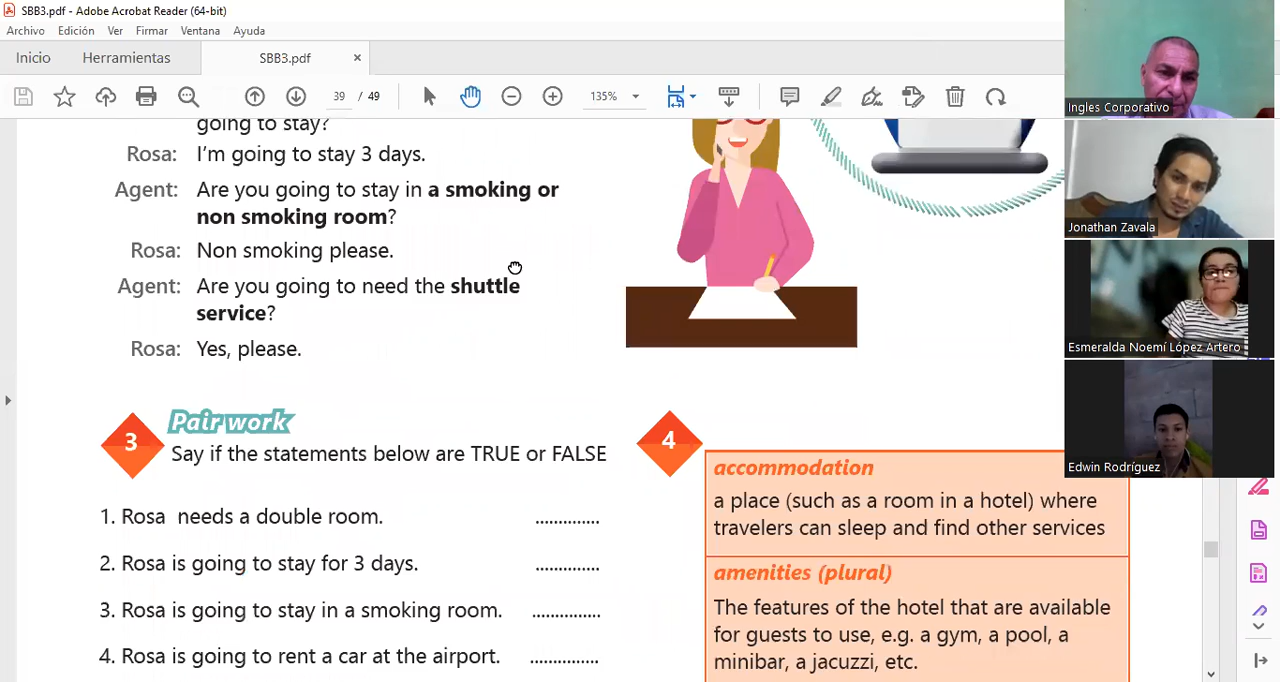 SBB3.pdf - Adobe Acrobat Reader (64-bit)
Archivo Edición Ver Firmar Ventana Ayuda
Inicio Herramientas SBB3.pdf ×
39 / 49 135%
going to stay?
Rosa: I'm going to stay 3 days.
Agent: Are you going to stay in a smoking or
non smoking room?
Rosa: Non smoking please.
Agent: Are you going to need the shuttle
service?
Rosa: Yes, please.
3 Pair work
Say if the statements below are TRUE or FALSE
1. Rosa needs a double room. ..............
2. Rosa is going to stay for 3 days. ..............
3. Rosa is going to stay in a smoking room. ...............
4. Rosa is going to rent a car at the airport. ...............
4
accommodation
a place (such as a room in a hotel) where
travelers can sleep and find other services
amenities (plural)
The features of the hotel that are available
for guests to use, e.g. a gym, a pool, a
minibar, a jacuzzi, etc.
Ingles Corporativo
Jonathan Zavala
Esmeralda Noemí López Artero
Edwin Rodríguez